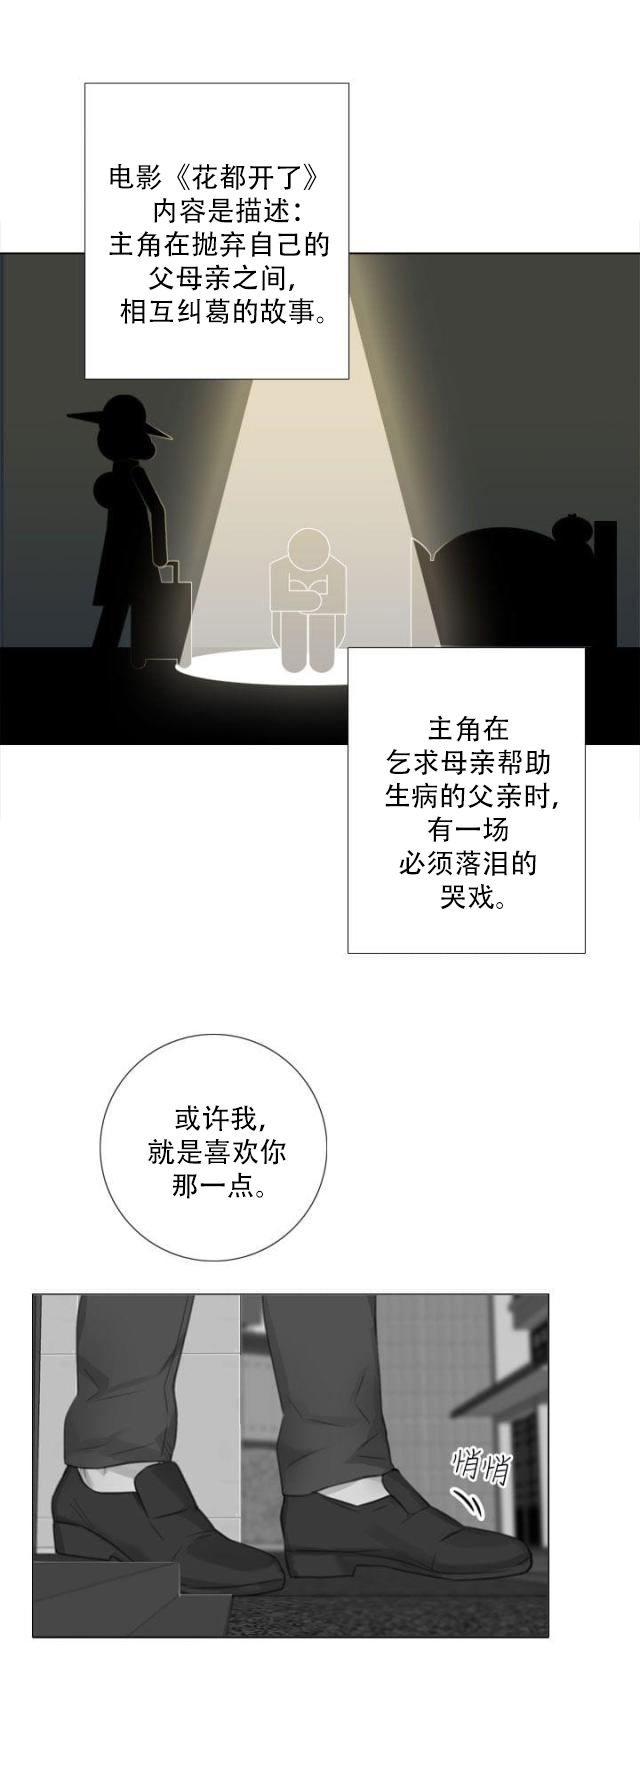 电影《花都开了》
内容是描述：
主角在抛弃自己的
父母亲之间，
相互纠葛的故事。
主角在
乞求母亲帮助
生病的父亲时，
有一场
必须落泪的
哭戏。
或许我，
就是喜欢你
那一点。
悄悄